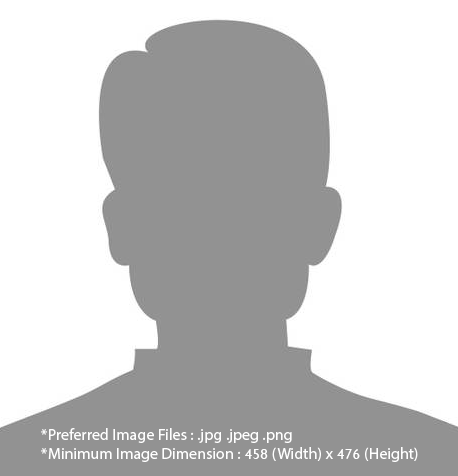 *Preferred Image Files : .jpg .jpeg .png
*Minimum Image Dimension : 458 (Width) x 476 (Height)